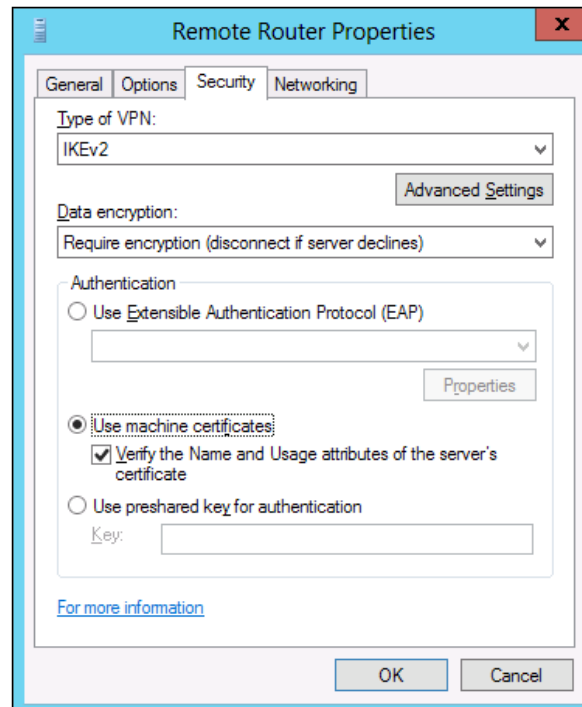 Remote Router Properties
x
General Options Security Networking
Type of VPN:
IKEv2
Advanced Settings
Data encryption:
Require encryption (disconnect if server declines)
Authentication
Use Extensible Authentication Protocol (EAP)
Properties
Use machine certificates
Verify the Name and Usage attributes of the server's
certificate
Use preshared key for authentication
Key:
For more information
OK Cancel